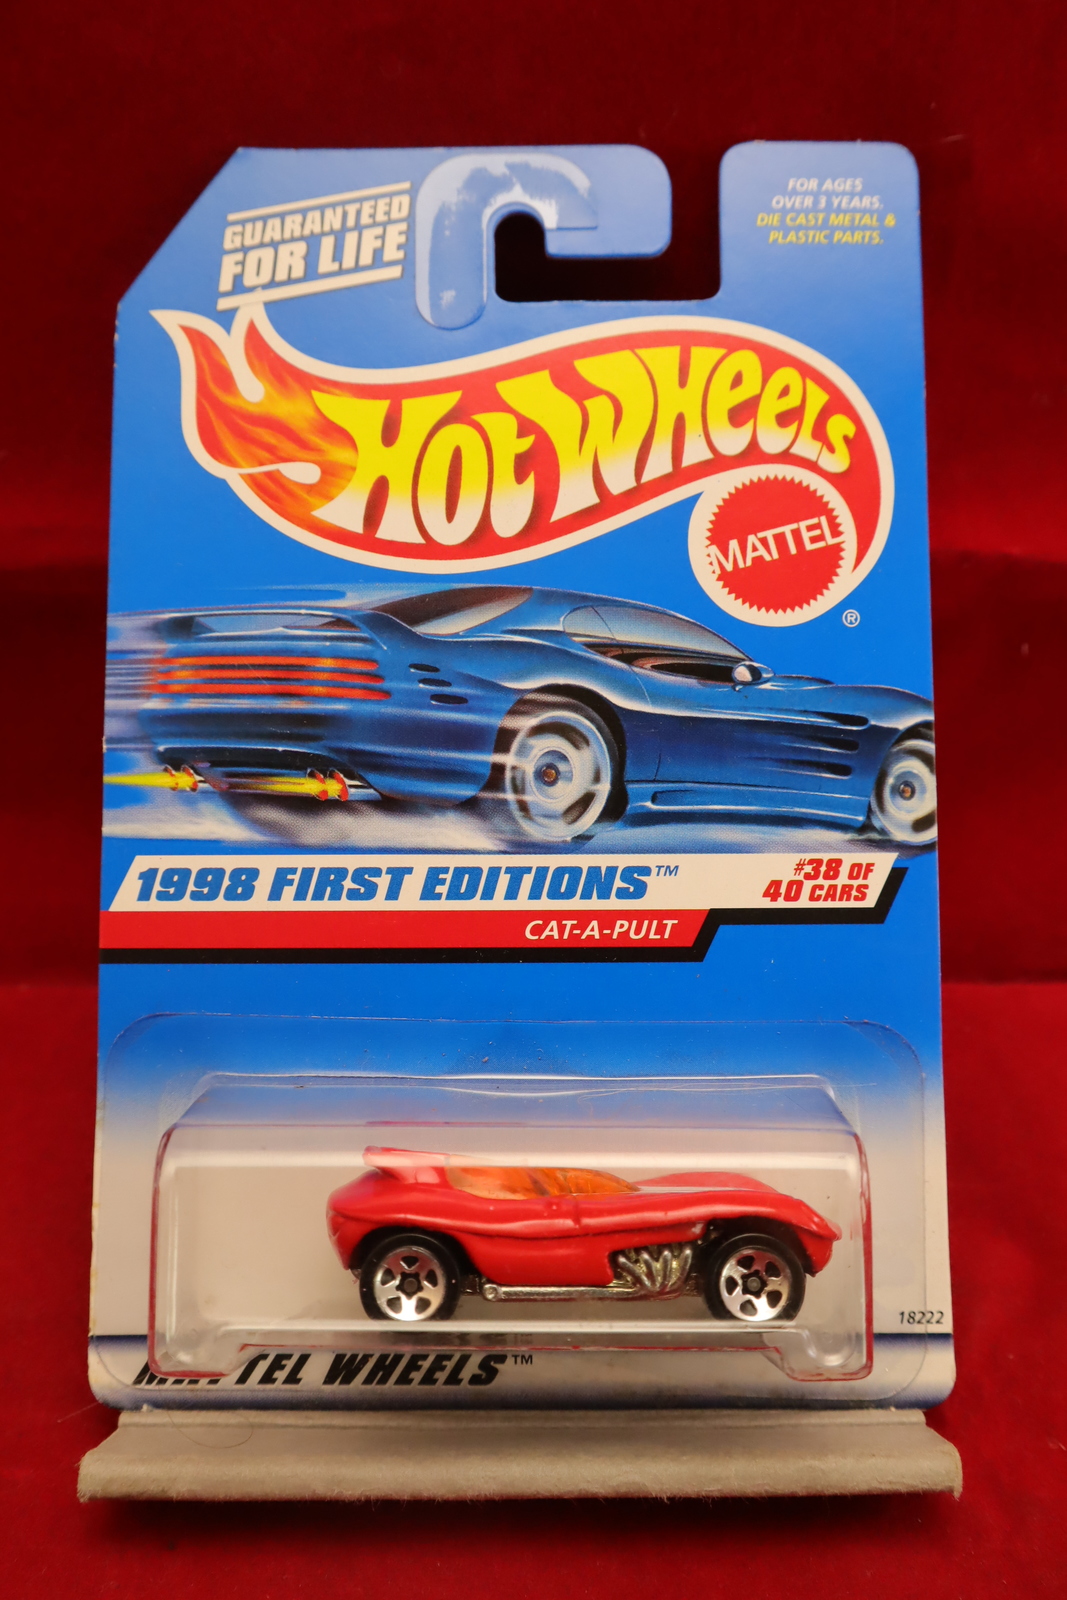 GUARANTEED
FOR LIFE
FOR AGES
OVER 3 YEARS.
DIE CAST METAL &
PLASTIC PARTS.
HOT WHEELS
MATTEL
®
1998 FIRST EDITIONS™
#38 OF
40 CARS
CAT-A-PULT
18222
MATTEL WHEELS™